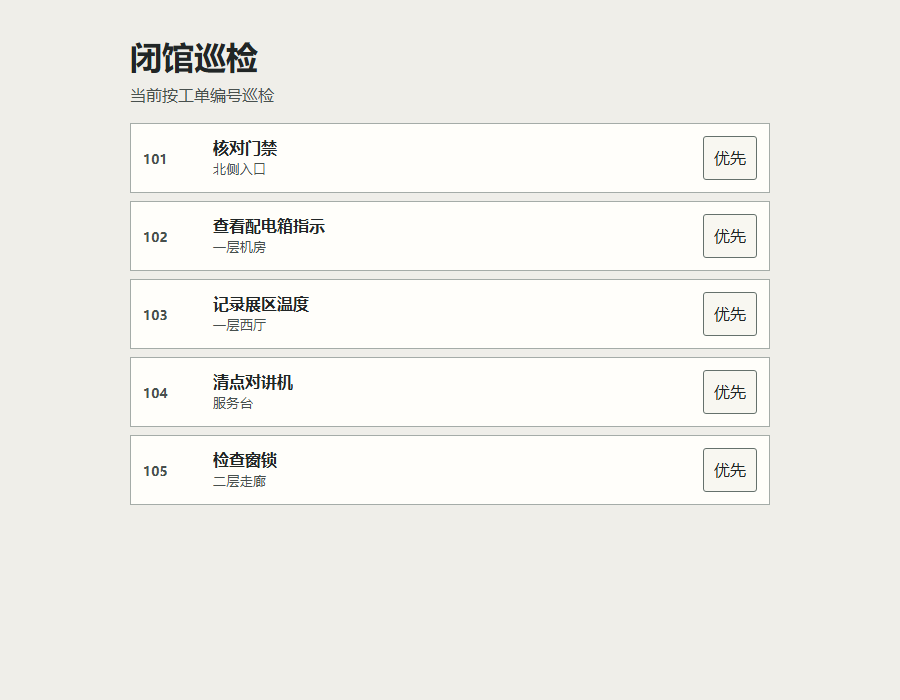 闭馆巡检
当前按工单编号巡检
101
核对门禁
北侧入口
优先
102
查看配电箱指示
一层机房
优先
103
记录展区温度
一层西厅
优先
104
清点对讲机
服务台
优先
105
检查窗锁
二层走廊
优先